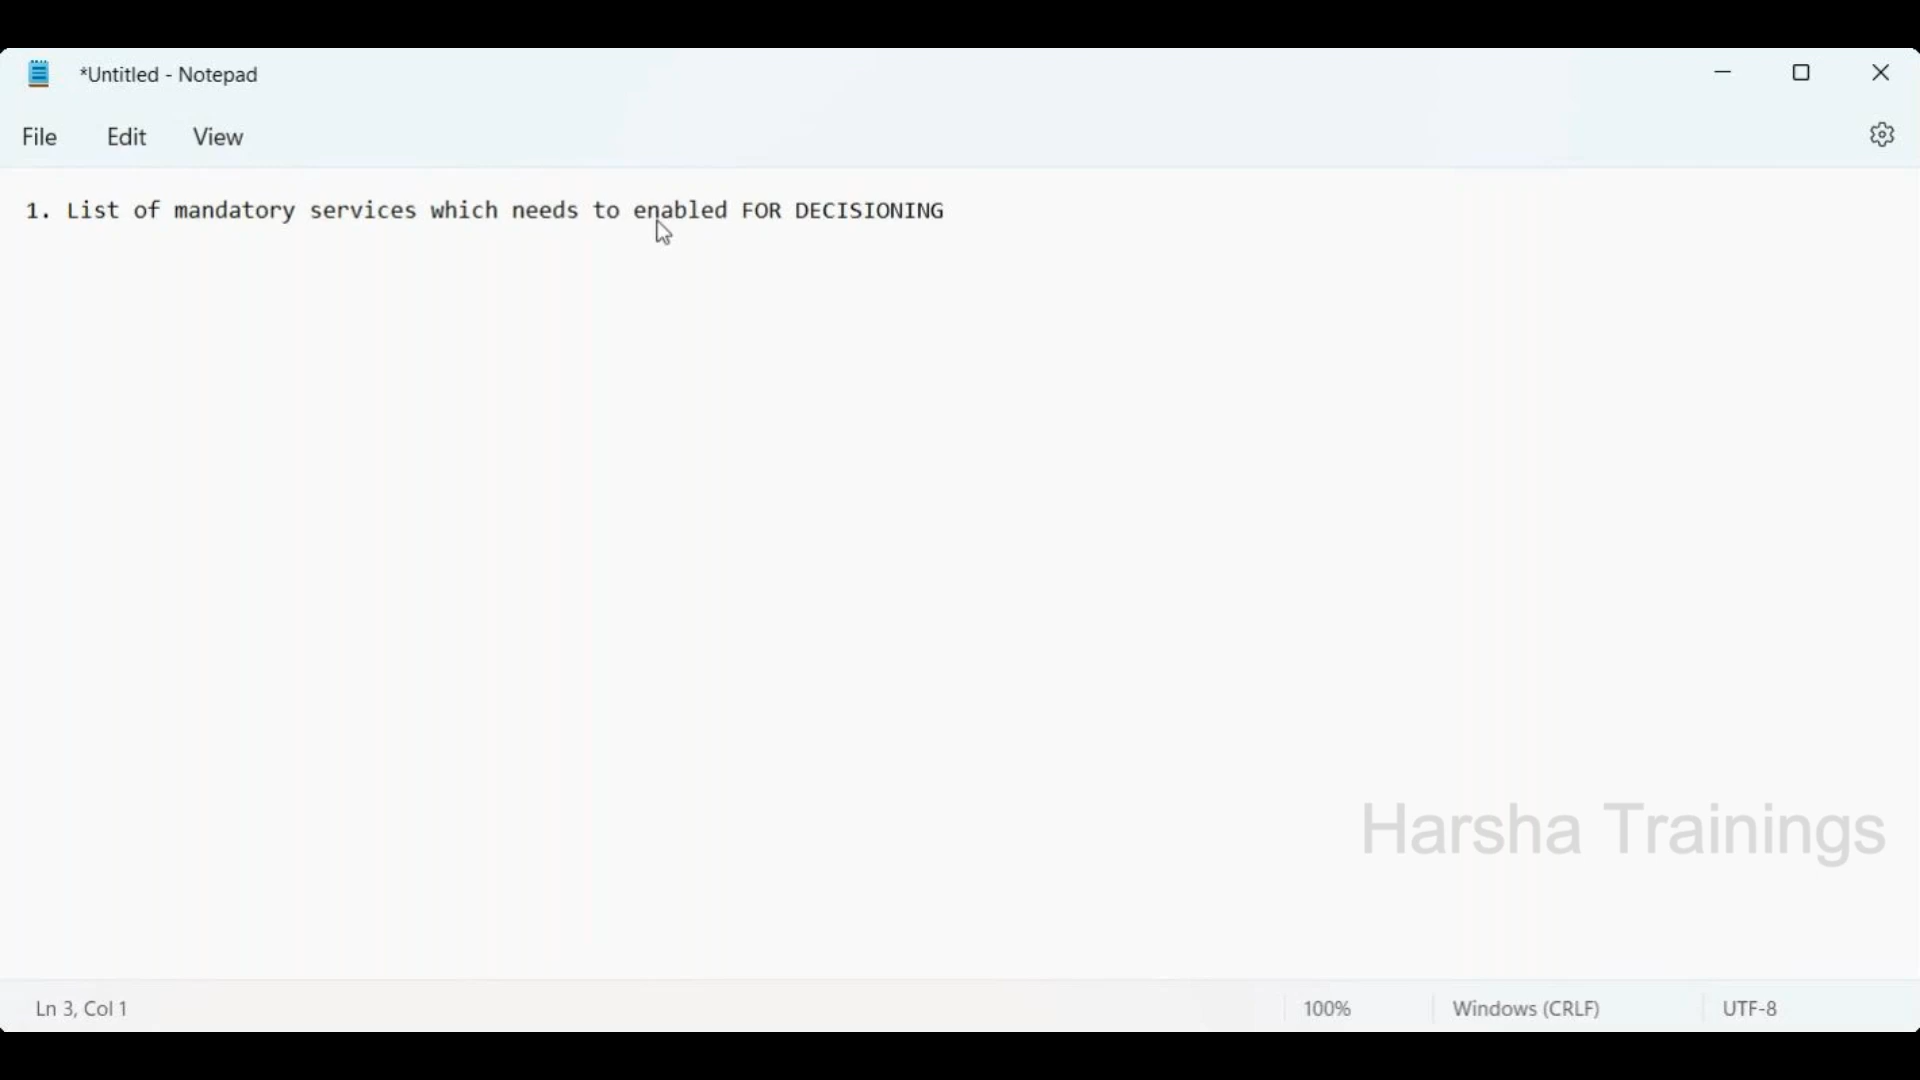 *Untitled - Notepad
File Edit View
1. List of mandatory services which needs to enabled FOR DECISIONING
Harsha Trainings
Ln 3, Col 1 100% Windows (CRLF) UTF-8